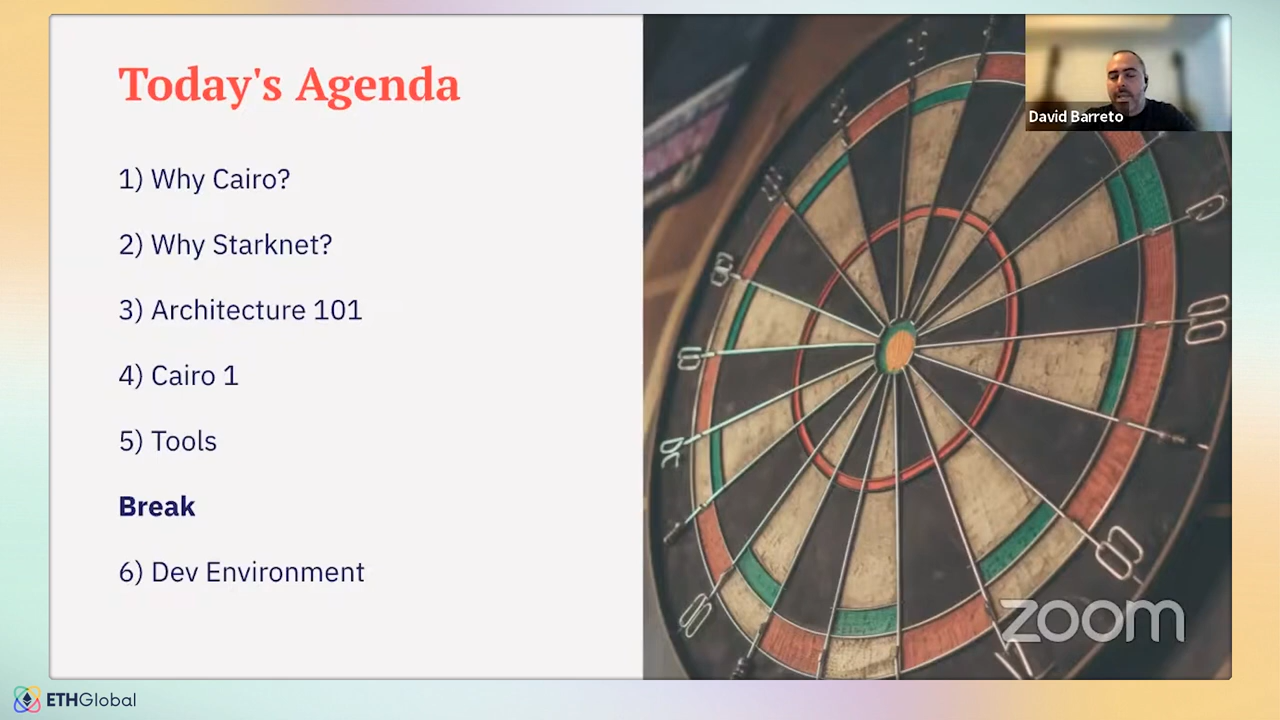 Today's Agenda
1) Why Cairo?
2) Why Starknet?
3) Architecture 101
4) Cairo 1
5) Tools
Break
6) Dev Environment
David Barreto
zoom
ETHGlobal